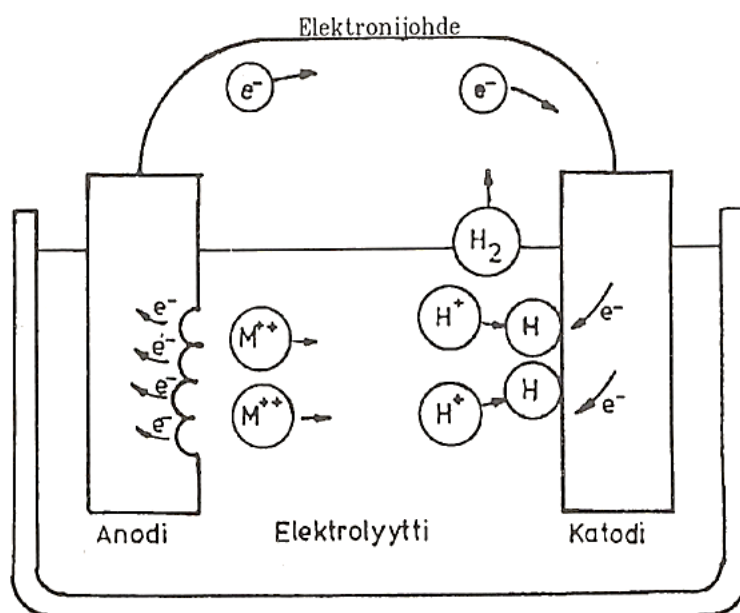 Elektronijohde
e⁻
e⁻
H₂
e⁻
e⁻
e⁻
e⁻
M⁺⁺
M⁺⁺
H⁺
H
H⁺
H
e⁻
e⁻
Anodi
Elektrolyytti
Katodi